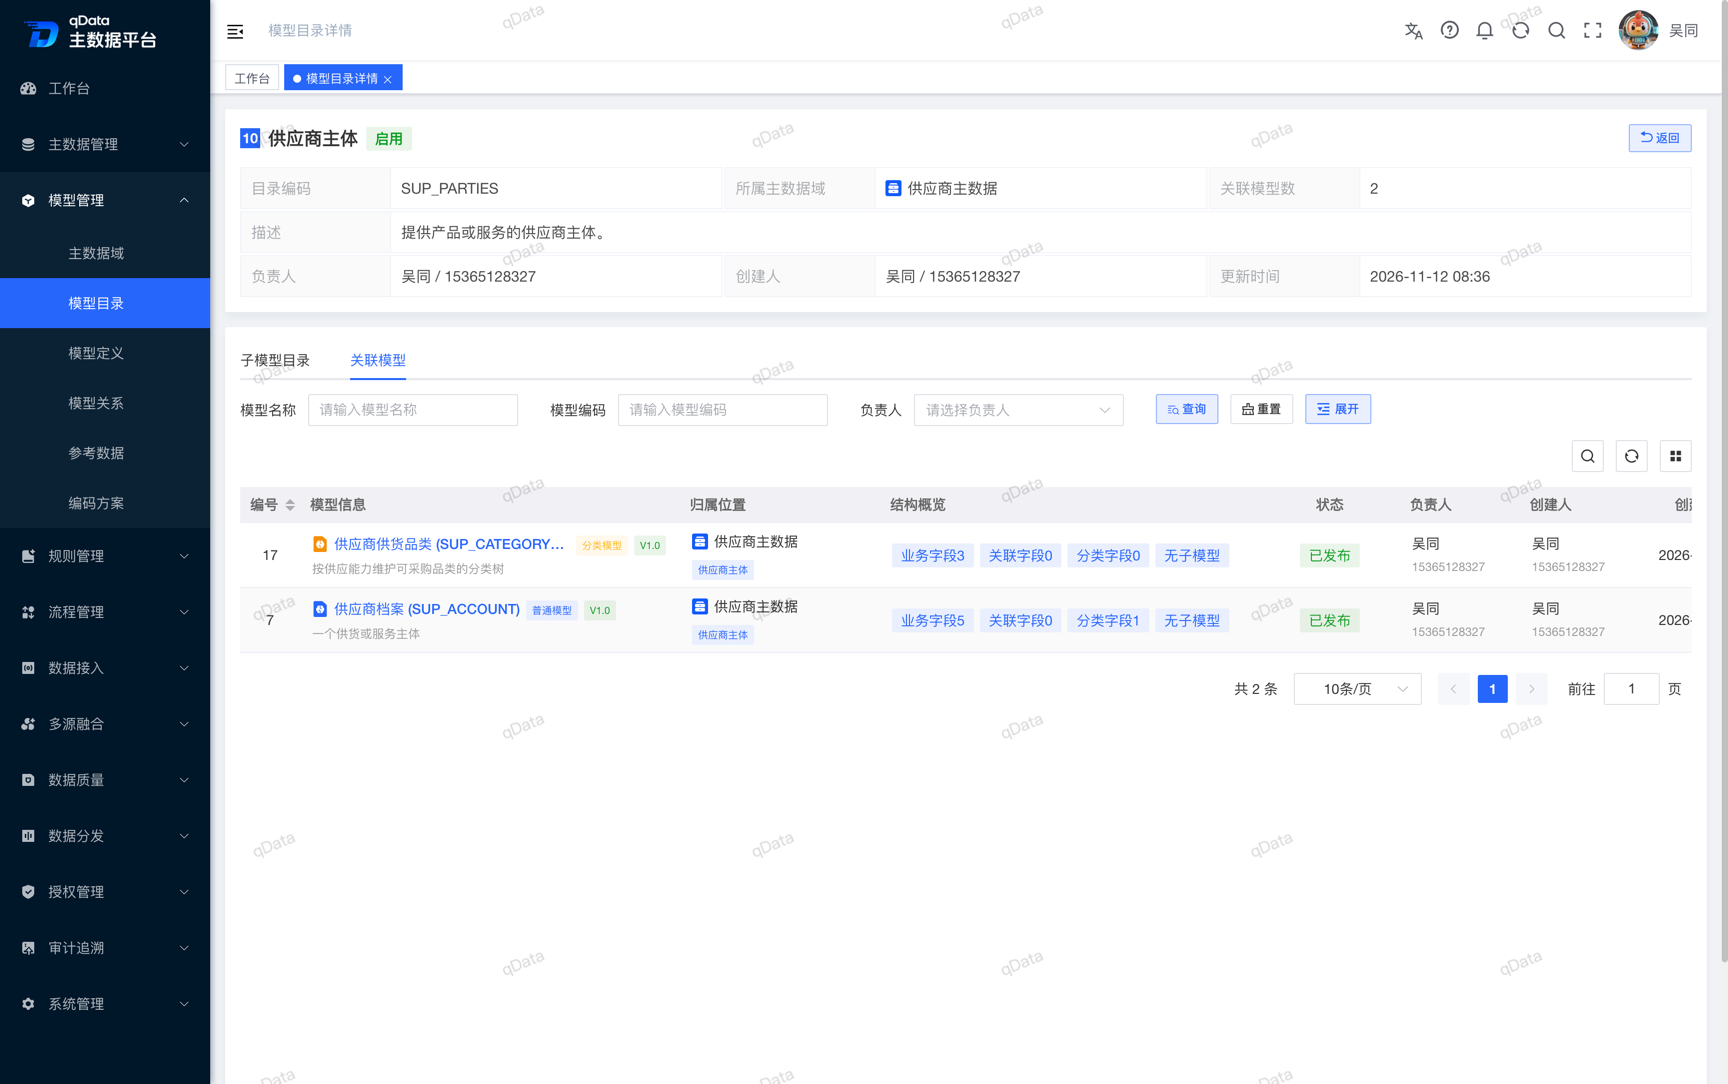 qData
主数据平台
模型目录详情
吴同
工作台
模型目录详情
工作台
主数据管理
模型管理
主数据域
模型目录
模型定义
模型关系
参考数据
编码方案
规则管理
流程管理
数据接入
多源融合
数据质量
数据分发
授权管理
审计追溯
系统管理
10 供应商主体 启用
返回
目录编码 SUP_PARTIES 所属主数据域 供应商主数据 关联模型数 2
描述 提供产品或服务的供应商主体。
负责人 吴同 / 15365128327 创建人 吴同 / 15365128327 更新时间 2026-11-12 08:36
子模型目录 关联模型
模型名称 请输入模型名称 模型编码 请输入模型编码 负责人 请选择负责人 查询 重置 展开
编号 模型信息 归属位置 结构概览 状态 负责人 创建人
17 供应商供货品类 (SUP_CATEGORY... 分类模型 V1.0 供应商主数据 业务字段3 关联字段0 分类字段0 无子模型 已发布 吴同 吴同 2026-
按供应能力维护可采购品类的分类树 供应商主体 15365128327 15365128327
7 供应商档案 (SUP_ACCOUNT) 普通模型 V1.0 供应商主数据 业务字段5 关联字段0 分类字段1 无子模型 已发布 吴同 吴同 2026-
一个供货或服务主体 供应商主体 15365128327 15365128327
共 2 条 10条/页 1 前往 1 页